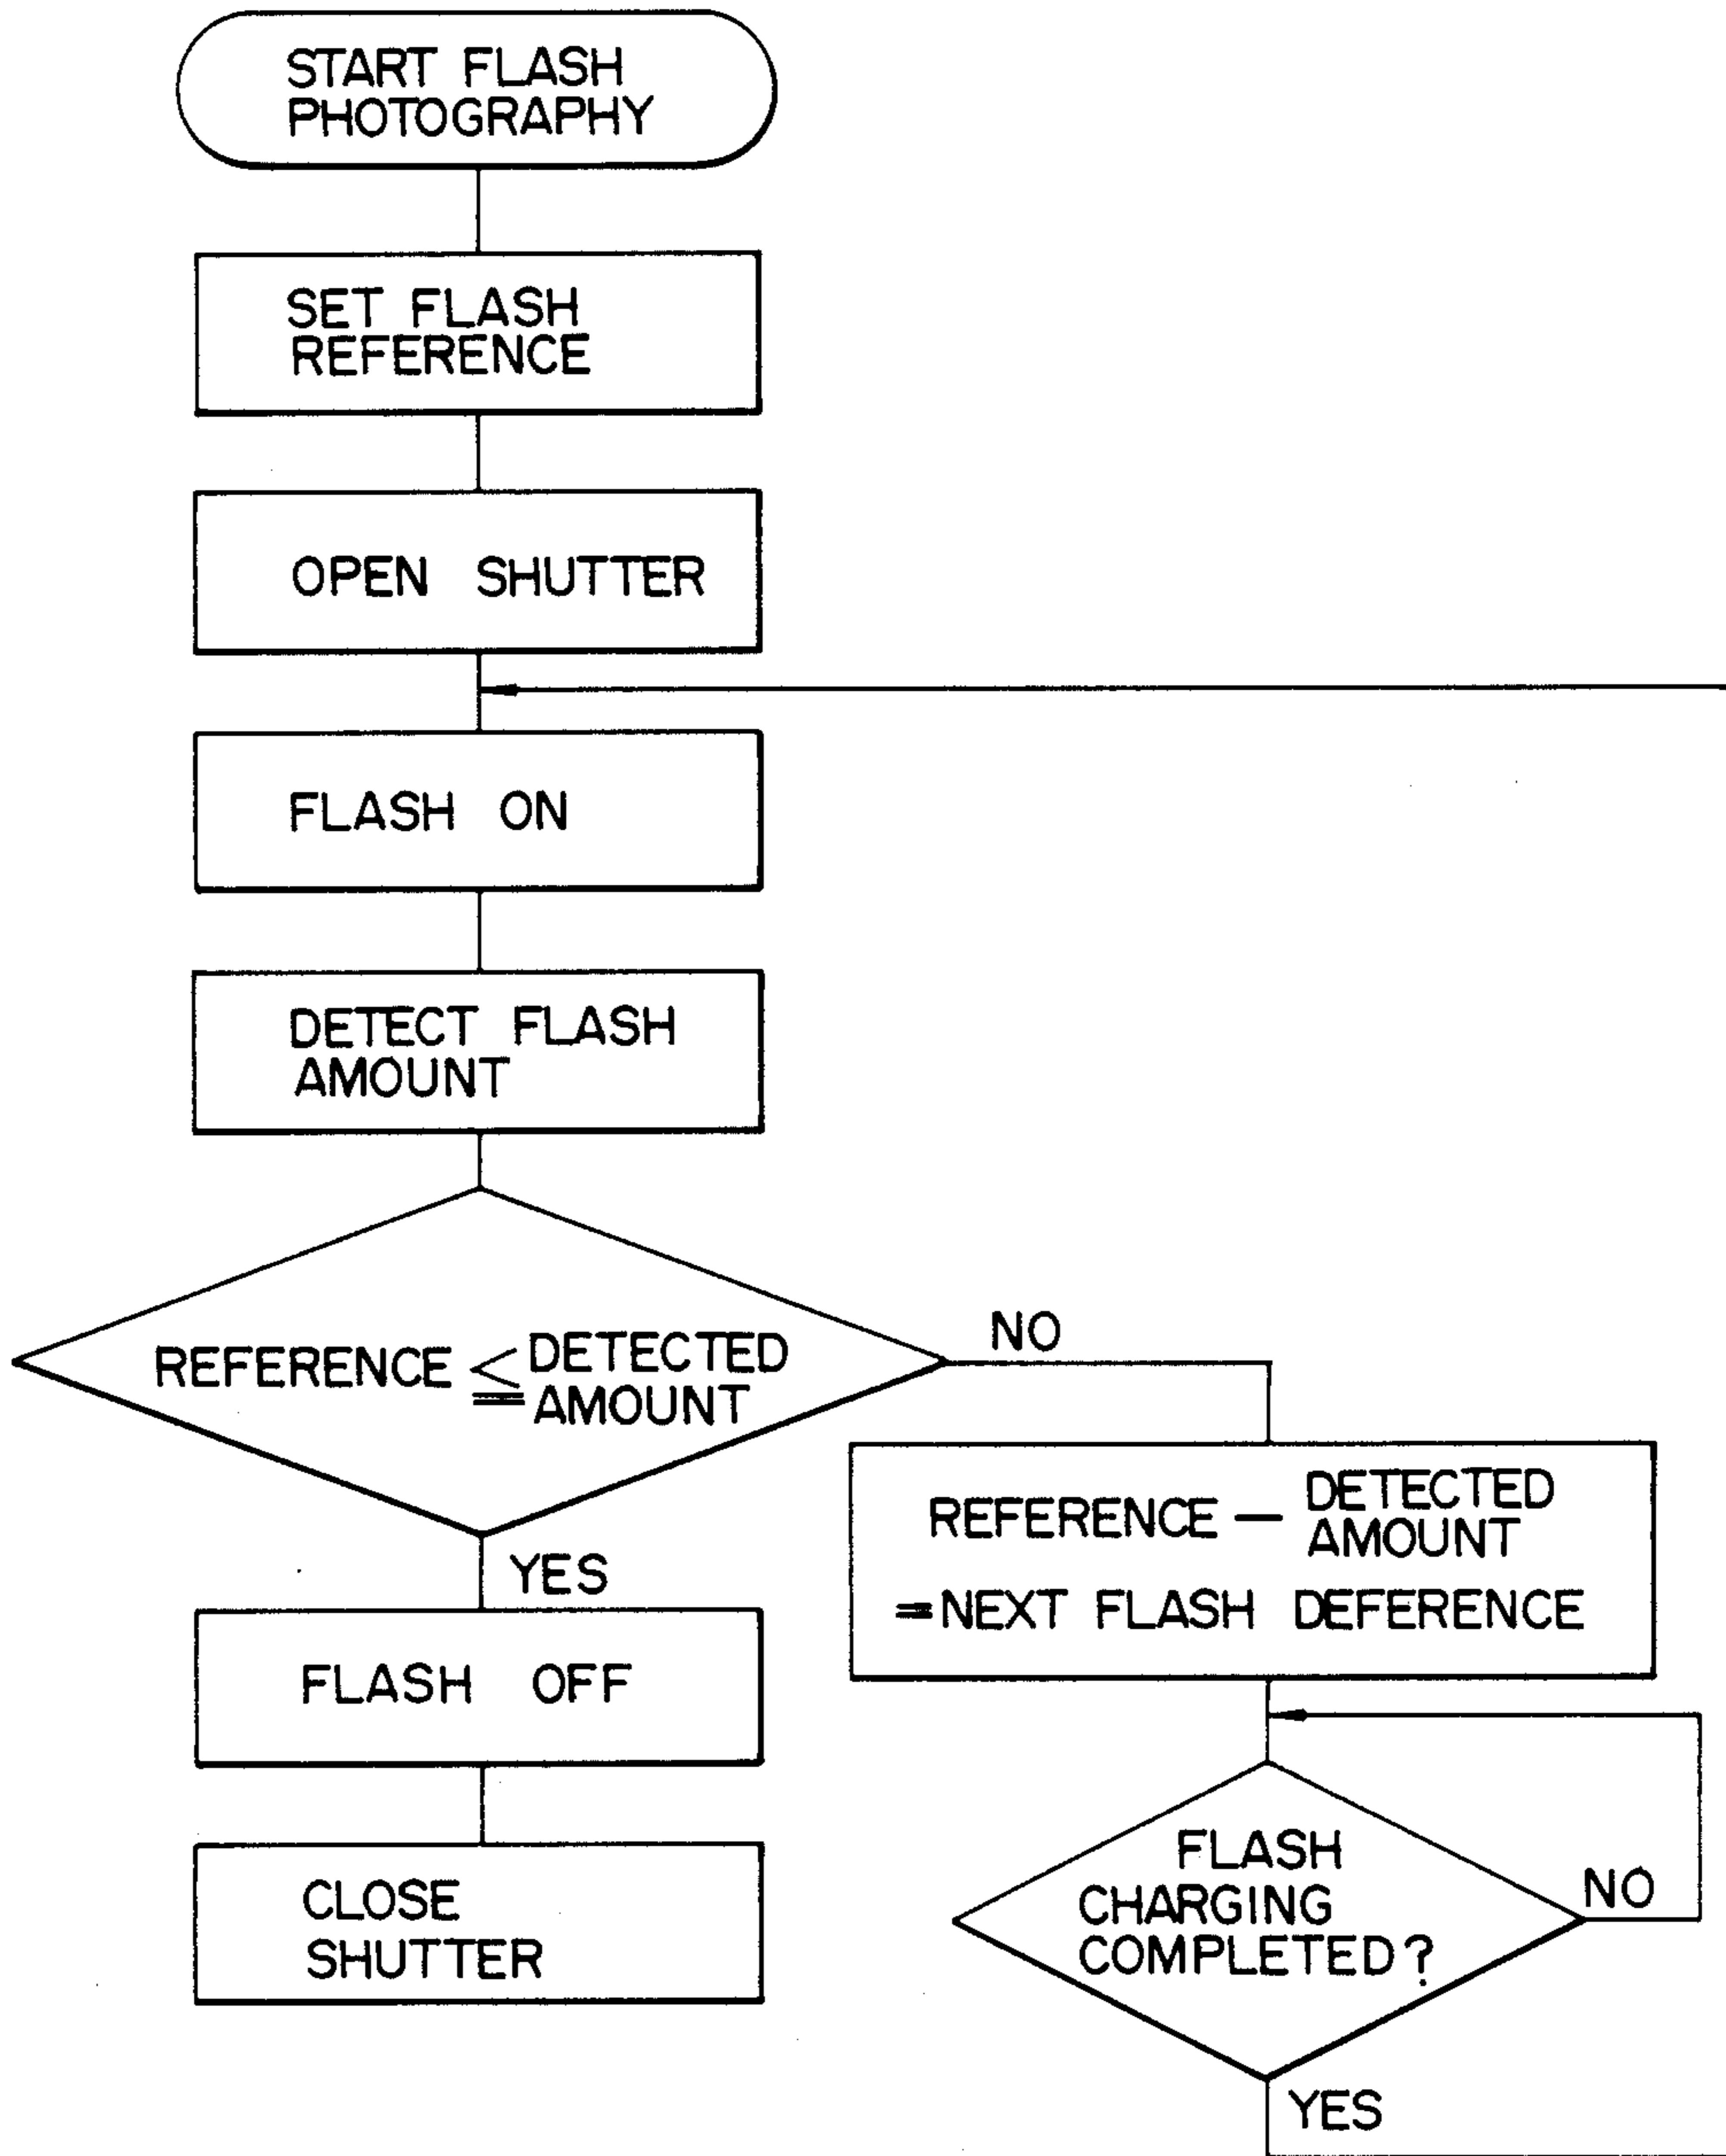 START FLASH
PHOTOGRAPHY
SET FLASH
REFERENCE
OPEN SHUTTER
FLASH ON
DETECT FLASH
AMOUNT
REFERENCE ≦ DETECTED
AMOUNT
NO
YES
REFERENCE — DETECTED
AMOUNT
=NEXT FLASH DEFERENCE
FLASH OFF
CLOSE
SHUTTER
FLASH
CHARGING
COMPLETED?
NO
YES